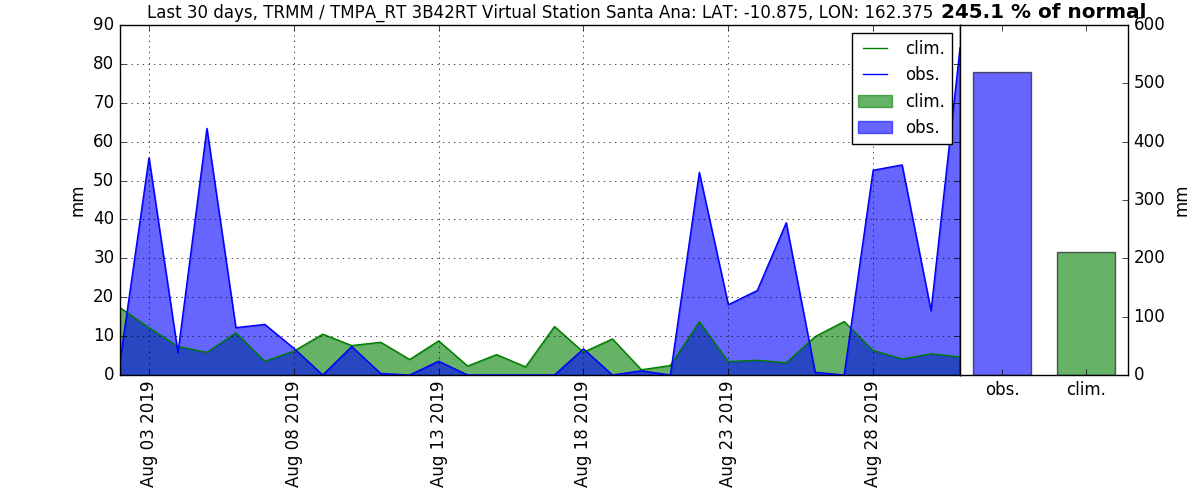 Last 30 days, TRMM / TMPA_RT 3B42RT Virtual Station Santa Ana: LAT: -10.875, LON: 162.375 245.1 % of normal
90
80
70
60
50
40
30
20
10
0
mm
clim.
obs.
clim.
obs.
Aug 03 2019
Aug 08 2019
Aug 13 2019
Aug 18 2019
Aug 23 2019
Aug 28 2019
600
500
400
300
200
100
0
mm
obs. clim.